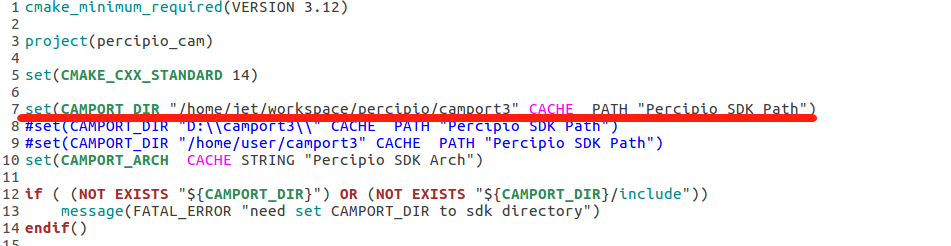 1 cmake_minimum_required(VERSION 3.12)
2
3 project(percipio_cam)
4
5 set(CMAKE_CXX_STANDARD 14)
6
7 set(CAMPORT_DIR "/home/jet/workspace/percipio/camport3" CACHE  PATH "Percipio SDK Path")
8 #set(CAMPORT_DIR "D:\\camport3\\" CACHE  PATH "Percipio SDK Path")
9 #set(CAMPORT_DIR "/home/user/camport3" CACHE  PATH "Percipio SDK Path")
10 set(CAMPORT_ARCH  CACHE STRING "Percipio SDK Arch")
11
12 if ( (NOT EXISTS "${CAMPORT_DIR}") OR (NOT EXISTS "${CAMPORT_DIR}/include"))
13     message(FATAL_ERROR "need set CAMPORT_DIR to sdk directory")
14 endif()
15